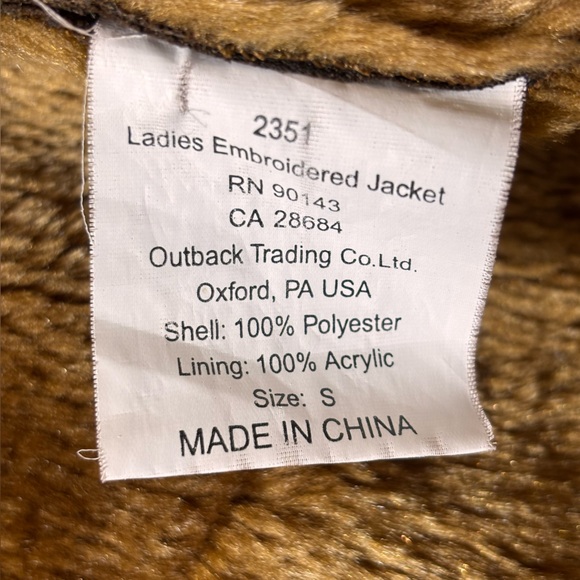 2351
Ladies Embroidered Jacket
RN 90143
CA 28684
Outback Trading Co.Ltd.
Oxford, PA USA
Shell: 100% Polyester
Lining: 100% Acrylic
Size: S
MADE IN CHINA